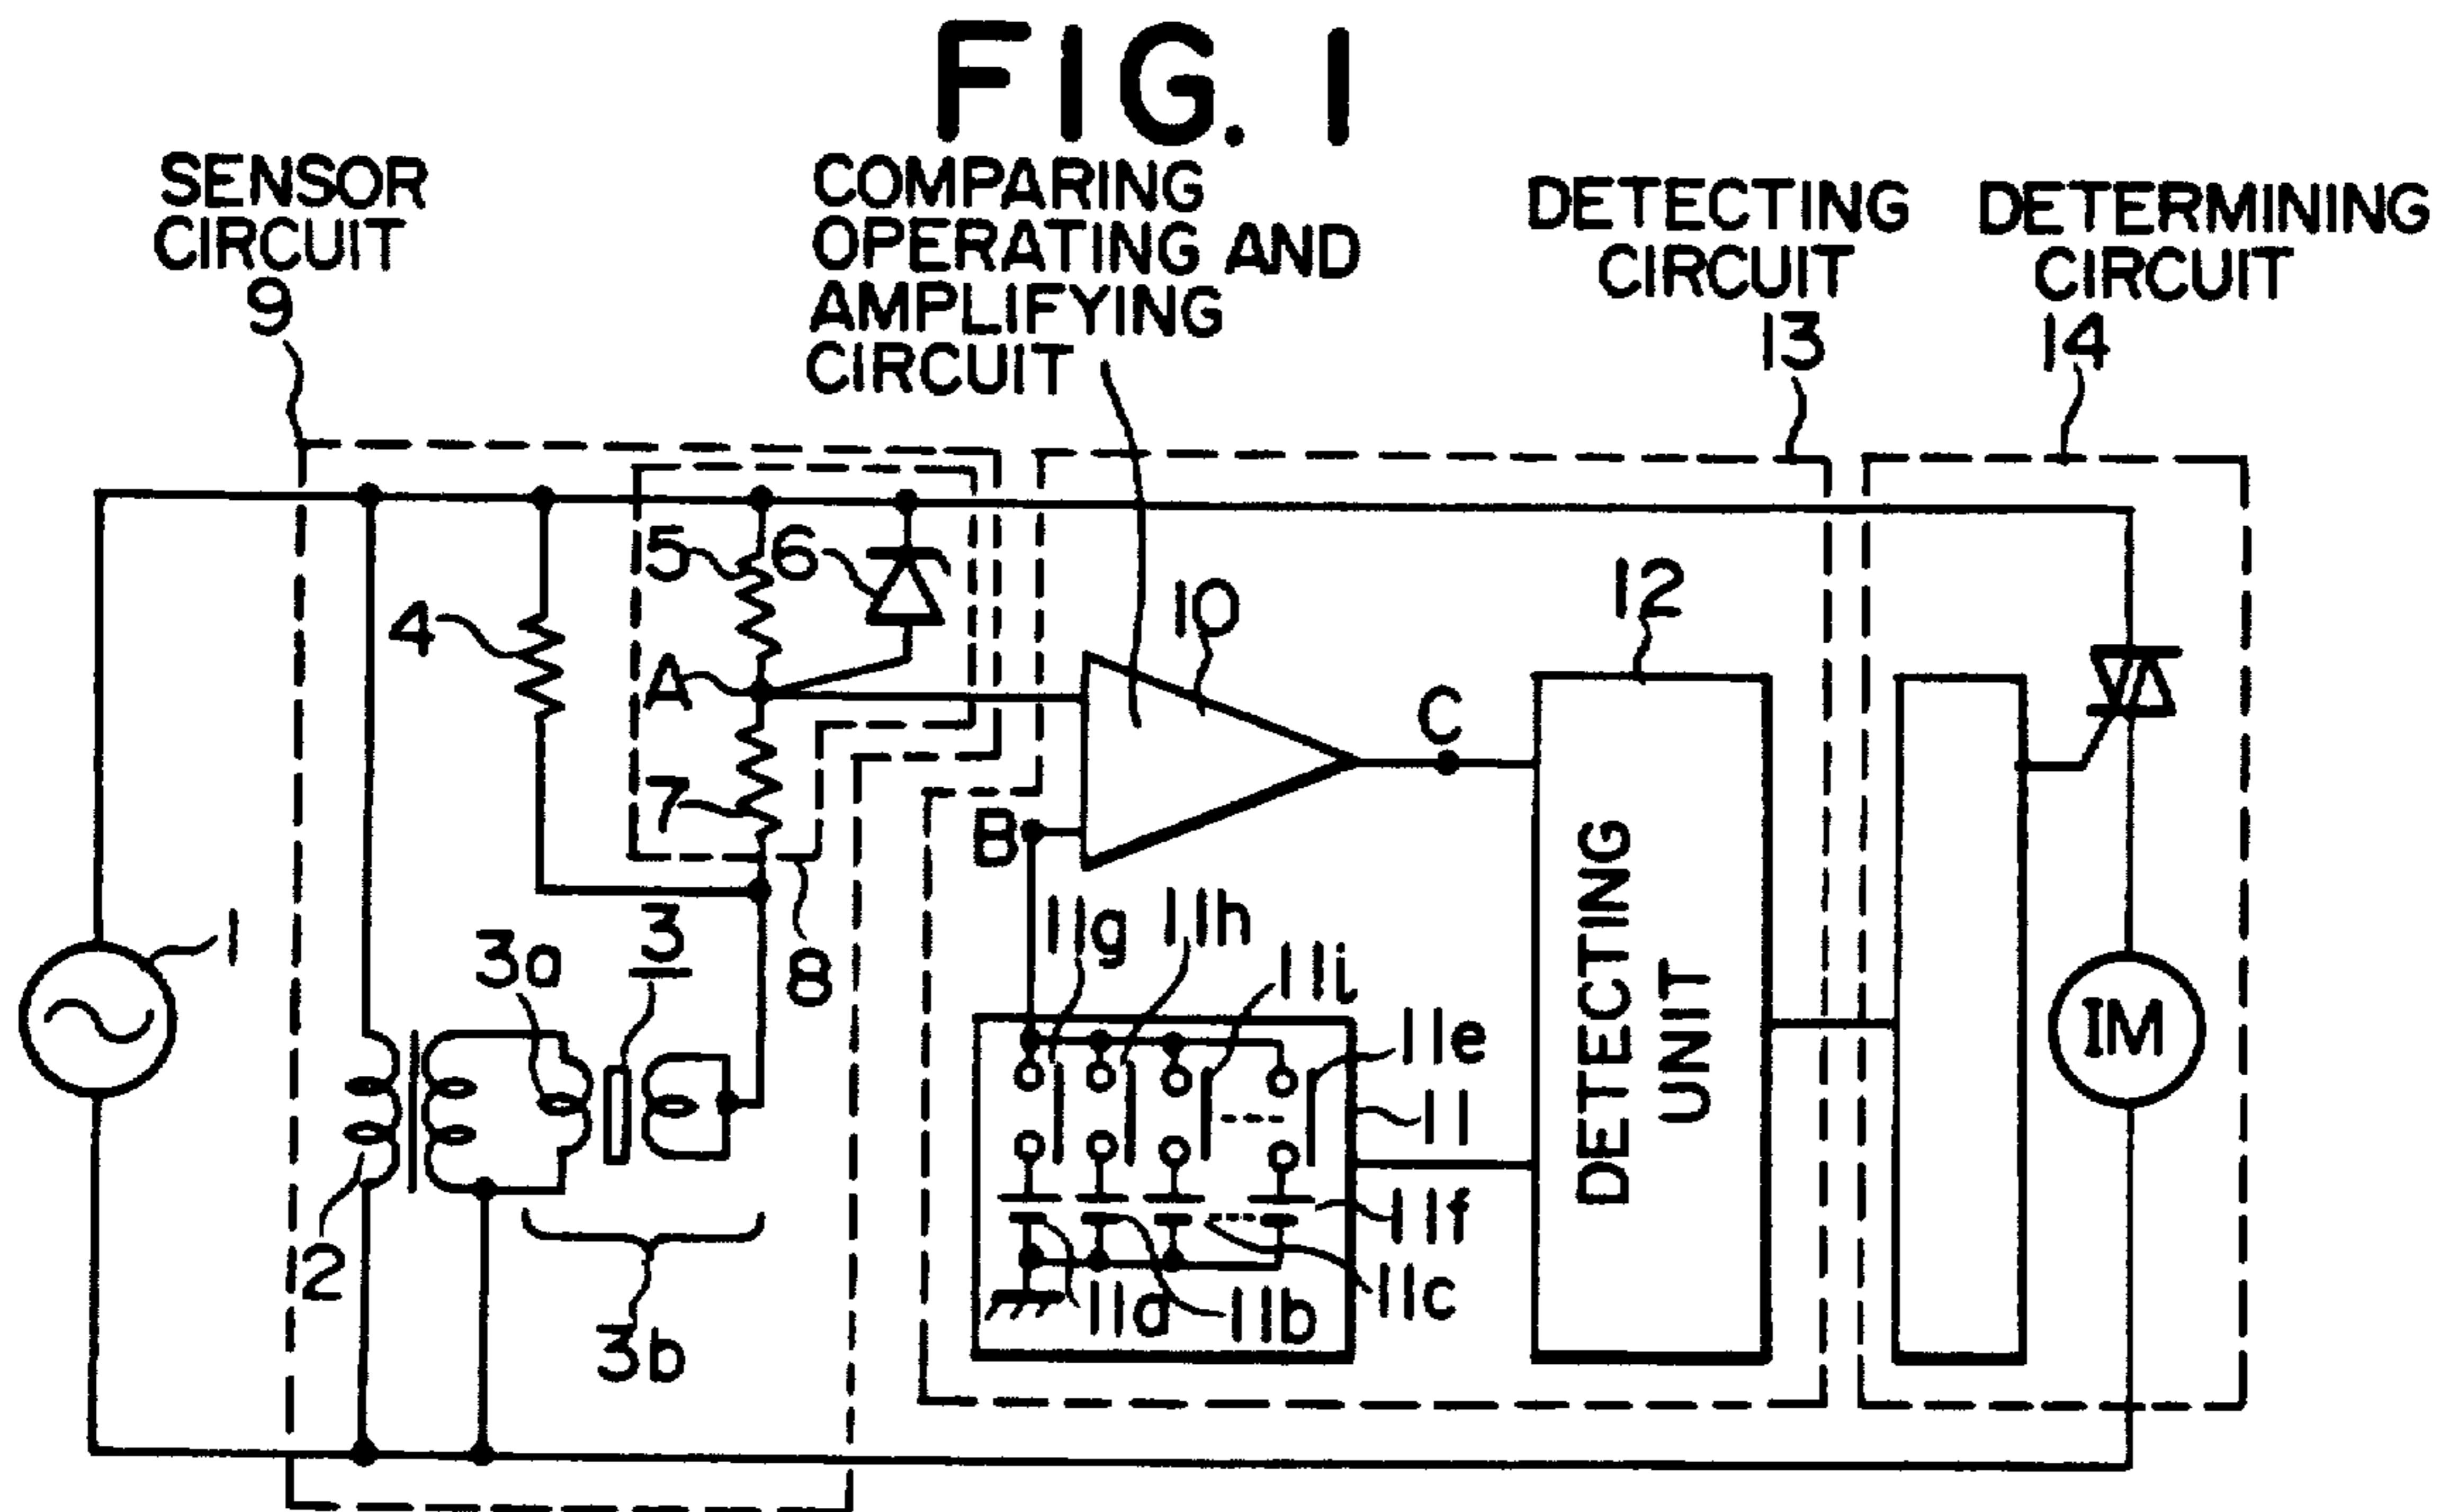 FIG. 1
SENSOR
CIRCUIT
9
COMPARING
OPERATING AND
AMPLIFYING
CIRCUIT
DETECTING
CIRCUIT
13
DETERMINING
CIRCUIT
14
5
6
4
A
10
12
C
7
B
1
3a
3
8
11g
11h
11i
11e
11
DETECTING
UNIT
IM
2
3b
11a
11b
11c
11f